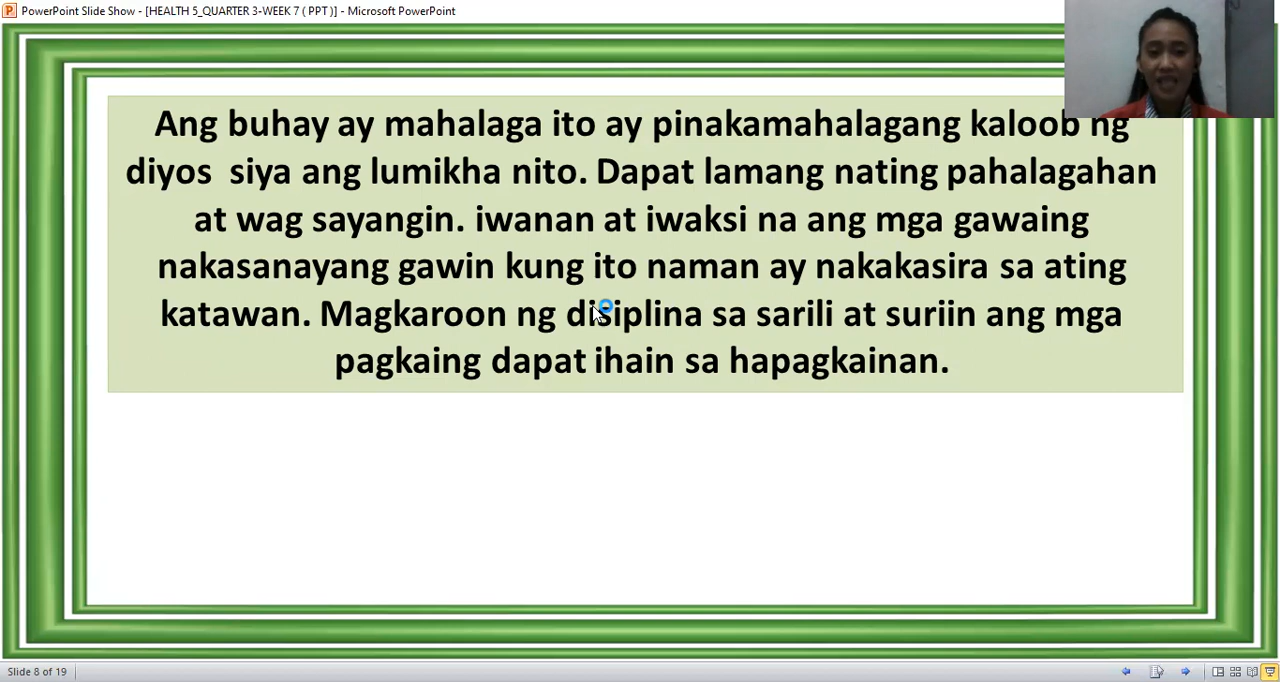 PowerPoint Slide Show - [HEALTH 5_QUARTER 3-WEEK 7 ( PPT )] - Microsoft PowerPoint
Ang buhay ay mahalaga ito ay pinakamahalagang kaloob ng
diyos siya ang lumikha nito. Dapat lamang nating pahalagahan
at wag sayangin. iwanan at iwaksi na ang mga gawaing
nakasanayang gawin kung ito naman ay nakakasira sa ating
katawan. Magkaroon ng disiplina sa sarili at suriin ang mga
pagkaing dapat ihain sa hapagkainan.
Slide 8 of 19